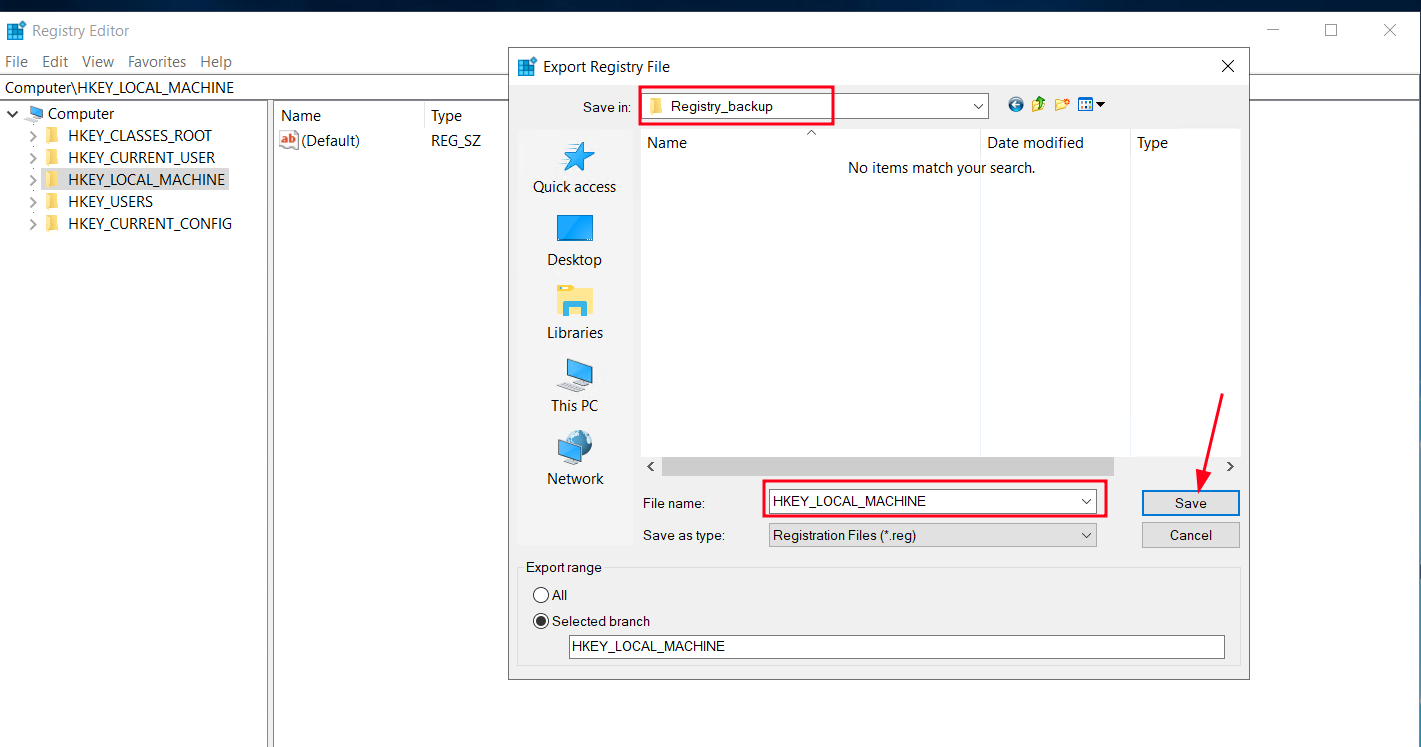 Registry Editor
File Edit View Favorites Help
Computer\HKEY_LOCAL_MACHINE
Computer
HKEY_CLASSES_ROOT
HKEY_CURRENT_USER
HKEY_LOCAL_MACHINE
HKEY_USERS
HKEY_CURRENT_CONFIG
Name Type
ab (Default) REG_SZ
Export Registry File
Save in: Registry_backup
Quick access
Desktop
Libraries
This PC
Network
Name Date modified Type
No items match your search.
File name: HKEY_LOCAL_MACHINE Save
Save as type: Registration Files (*.reg) Cancel
Export range
All
Selected branch
HKEY_LOCAL_MACHINE